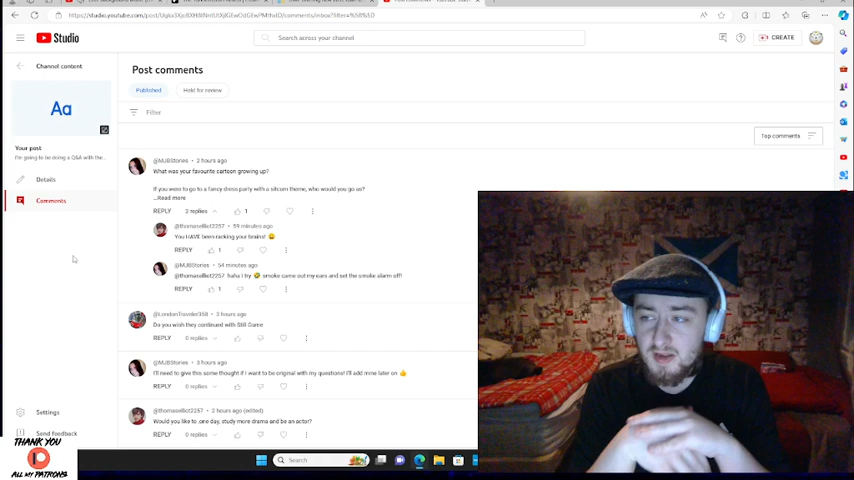 Studio
Search across your channel
CREATE
Channel content
Aa
Your post
I'm going to be doing a Q&A with the...
Details
Comments
Settings
Send feedback
THANK YOU
ALL MY PATRONS
Post comments
Published
Held for review
Filter
Top comments
@MJBStories • 2 hours ago
What was your favourite cartoon growing up?
If you were to go to a fancy dress party with a sitcom theme, who would you go as?
...Read more
REPLY 2 replies 1
@thomaselliot2257 • 59 minutes ago
You HAVE been racking your brains! 😄
REPLY 1
@MJBStories • 54 minutes ago
@thomaselliot2257 haha I try 🤣 smoke came out my ears and set the smoke alarm off!
REPLY 1
@LondonTraveler358 • 3 hours ago
Do you wish they continued with Still Game
REPLY 0 replies
@MJBStories • 3 hours ago
I'll need to give this some thought if I want to be original with my questions! I'll add mine later on 👍
REPLY 0 replies
@thomaselliot2257 • 2 hours ago (edited)
Would you like to ,one day, study more drama and be an actor?
REPLY 0 replies
Search